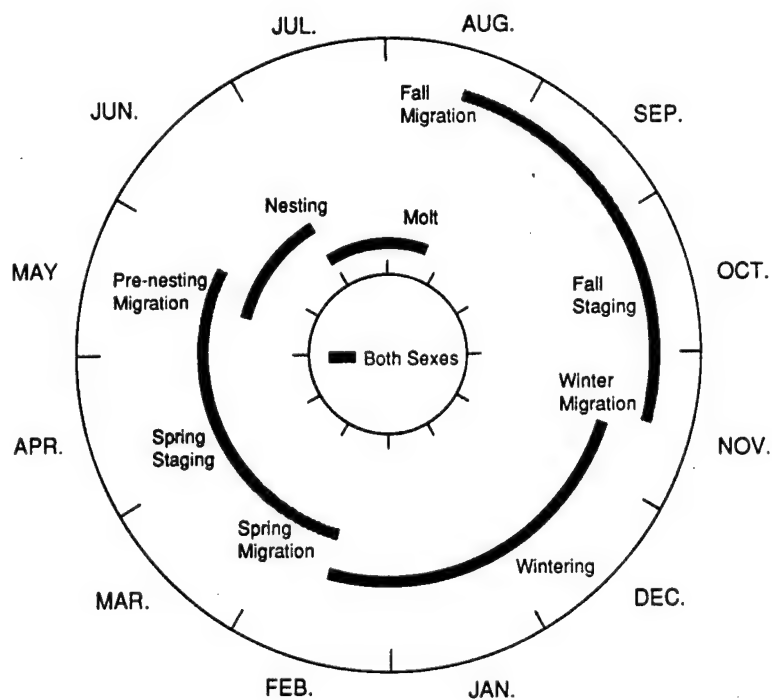 JUL.
AUG.
JUN.
SEP.
Fall
Migration
Nesting
Molt
MAY
Pre-nesting
Migration
OCT.
Fall
Staging
Both Sexes
Winter
Migration
APR.
Spring
Staging
NOV.
Spring
Migration
Wintering
MAR.
DEC.
FEB.
JAN.